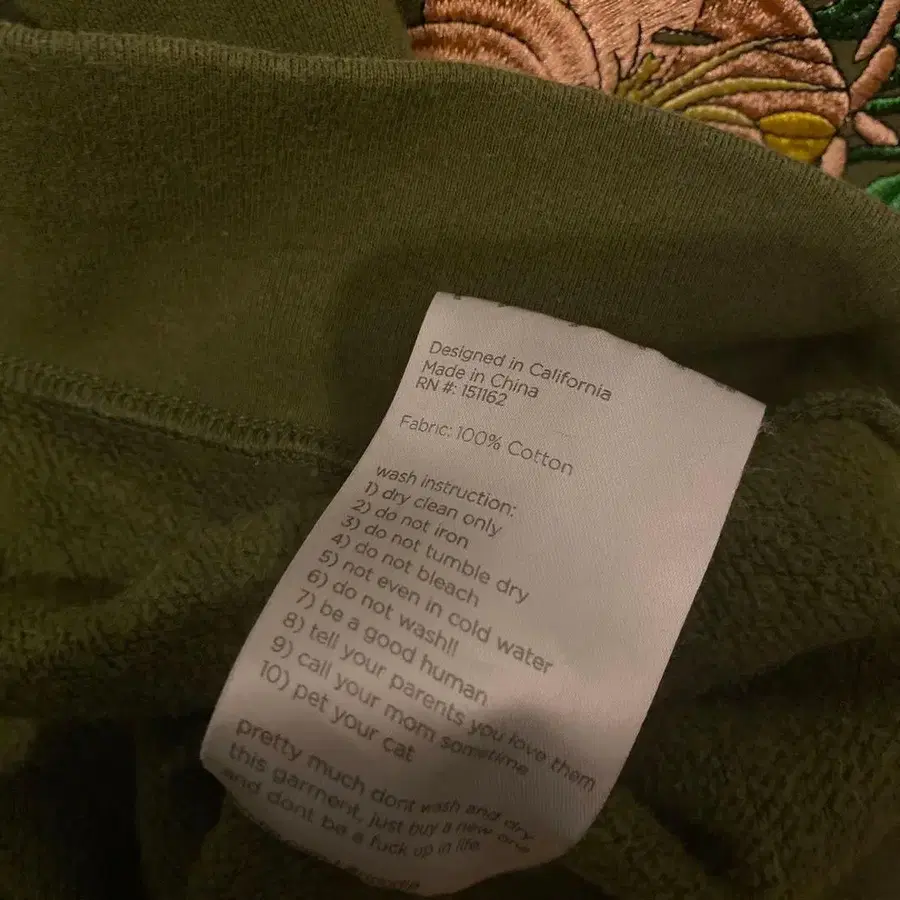 Designed in California
Made in China
RN #: 151162
Fabric: 100% Cotton
wash instruction:
1) dry clean only
2) do not iron
3) do not tumble dry
4) do not bleach
5) not even in cold water
6) do not wash!!
7) be a good human
8) tell your parents you love them
9) call your mom sometime
10) pet your cat
pretty much dont wash and dry
this garment, just buy a new one
and dont be a fuck up in life